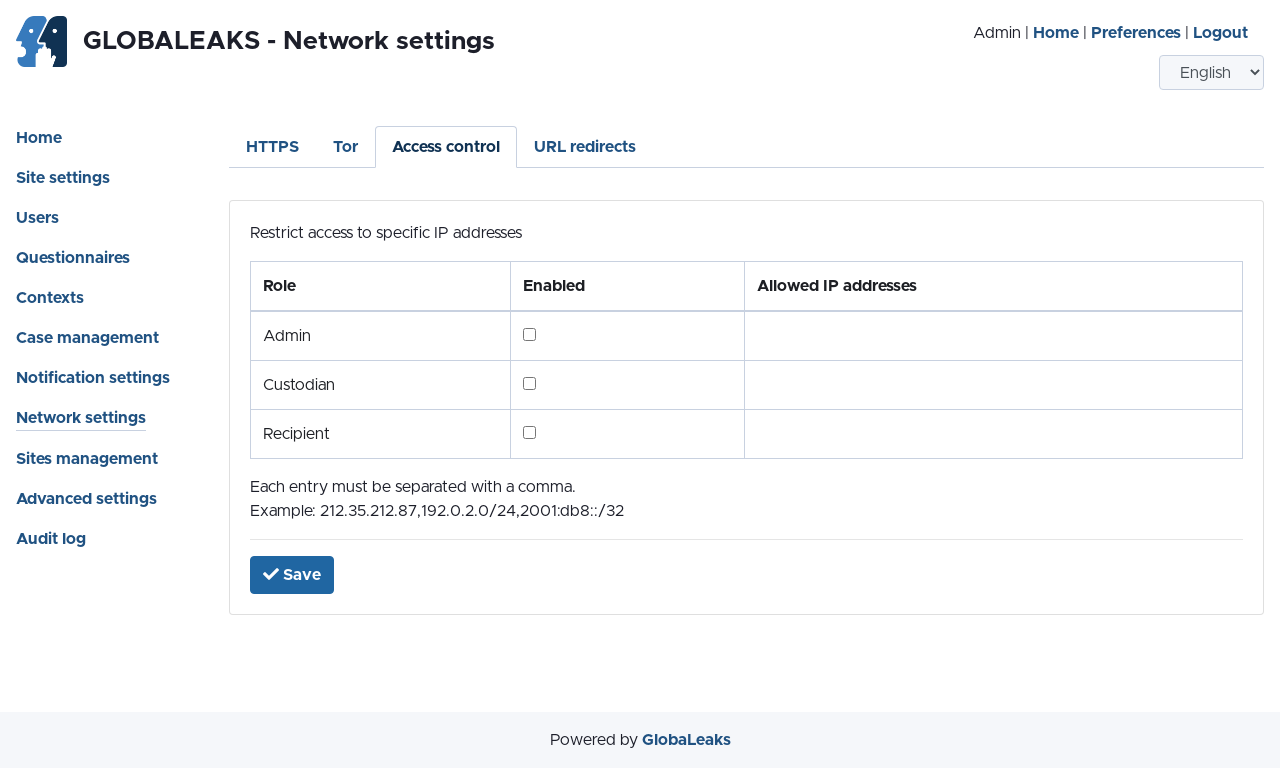 GLOBALEAKS - Network settings
Admin | Home | Preferences | Logout
English
Home
Site settings
Users
Questionnaires
Contexts
Case management
Notification settings
Network settings
Sites management
Advanced settings
Audit log
HTTPS Tor Access control URL redirects
Restrict access to specific IP addresses
Role Enabled Allowed IP addresses
Admin
Custodian
Recipient
Each entry must be separated with a comma.
Example: 212.35.212.87,192.0.2.0/24,2001:db8::/32
Save
Powered by GlobaLeaks